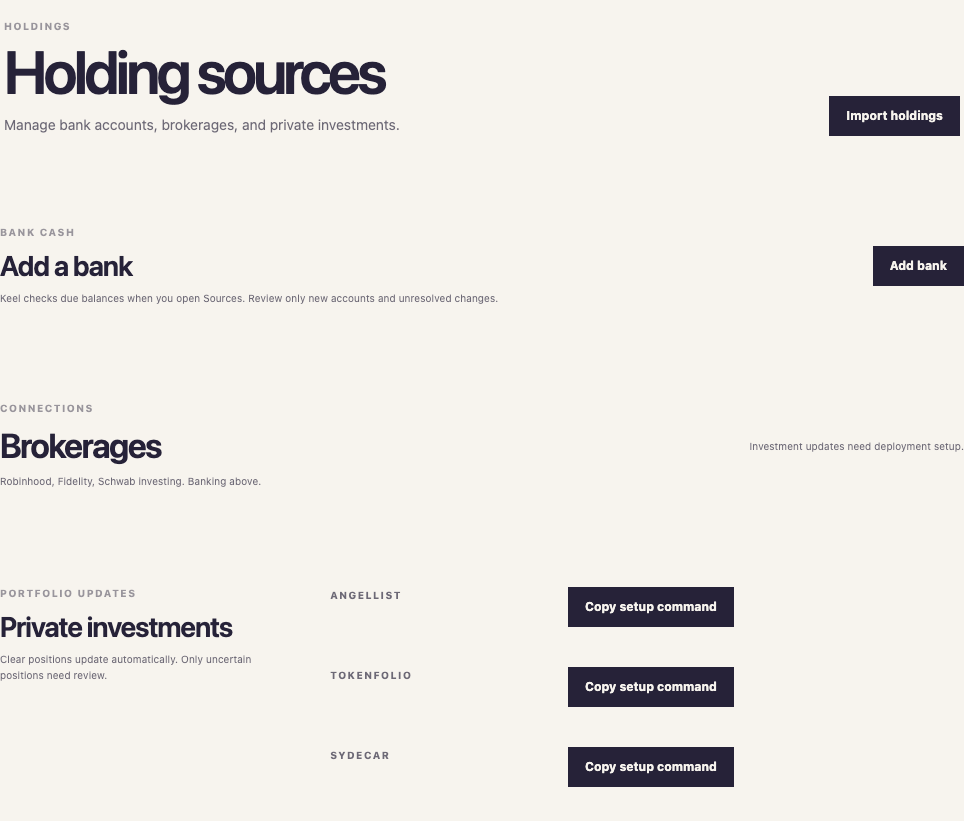 HOLDINGS
Holding sources
Manage bank accounts, brokerages, and private investments.
Import holdings
BANK CASH
Add a bank
Keel checks due balances when you open Sources. Review only new accounts and unresolved changes.
Add bank
CONNECTIONS
Brokerages
Robinhood, Fidelity, Schwab investing. Banking above.
Investment updates need deployment setup.
PORTFOLIO UPDATES
Private investments
Clear positions update automatically. Only uncertain
positions need review.
ANGELLIST
Copy setup command
TOKENFOLIO
Copy setup command
SYDECAR
Copy setup command